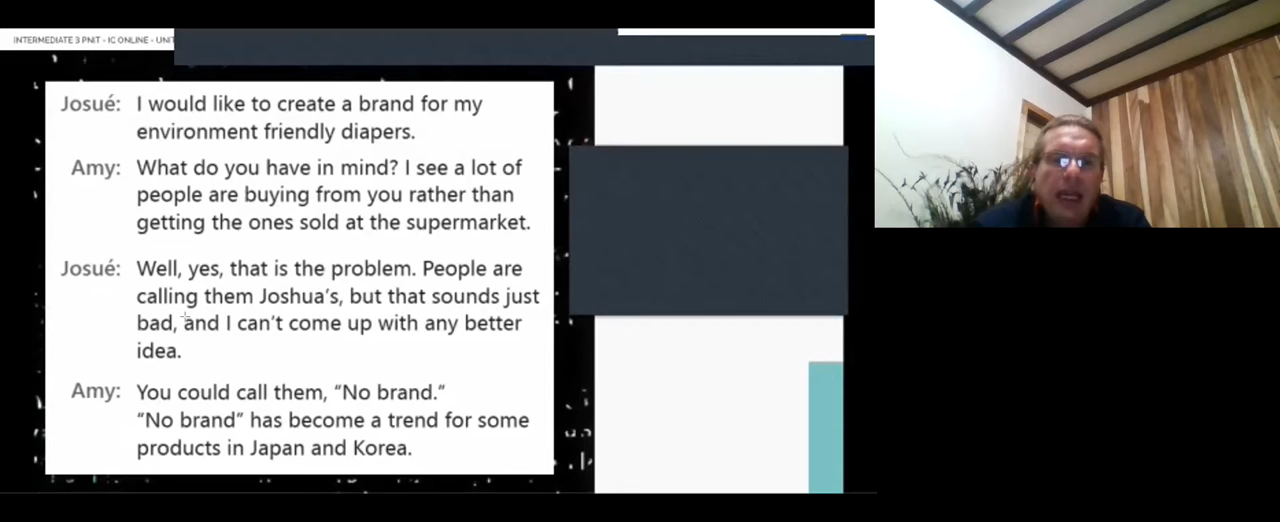 INTERMEDIATE 3 PNIT - IC ONLINE - UNIT
Josué: I would like to create a brand for my
environment friendly diapers.
Amy: What do you have in mind? I see a lot of
people are buying from you rather than
getting the ones sold at the supermarket.
Josué: Well, yes, that is the problem. People are
calling them Joshua’s, but that sounds just
bad, and I can’t come up with any better
idea.
Amy: You could call them, “No brand.”
“No brand” has become a trend for some
products in Japan and Korea.